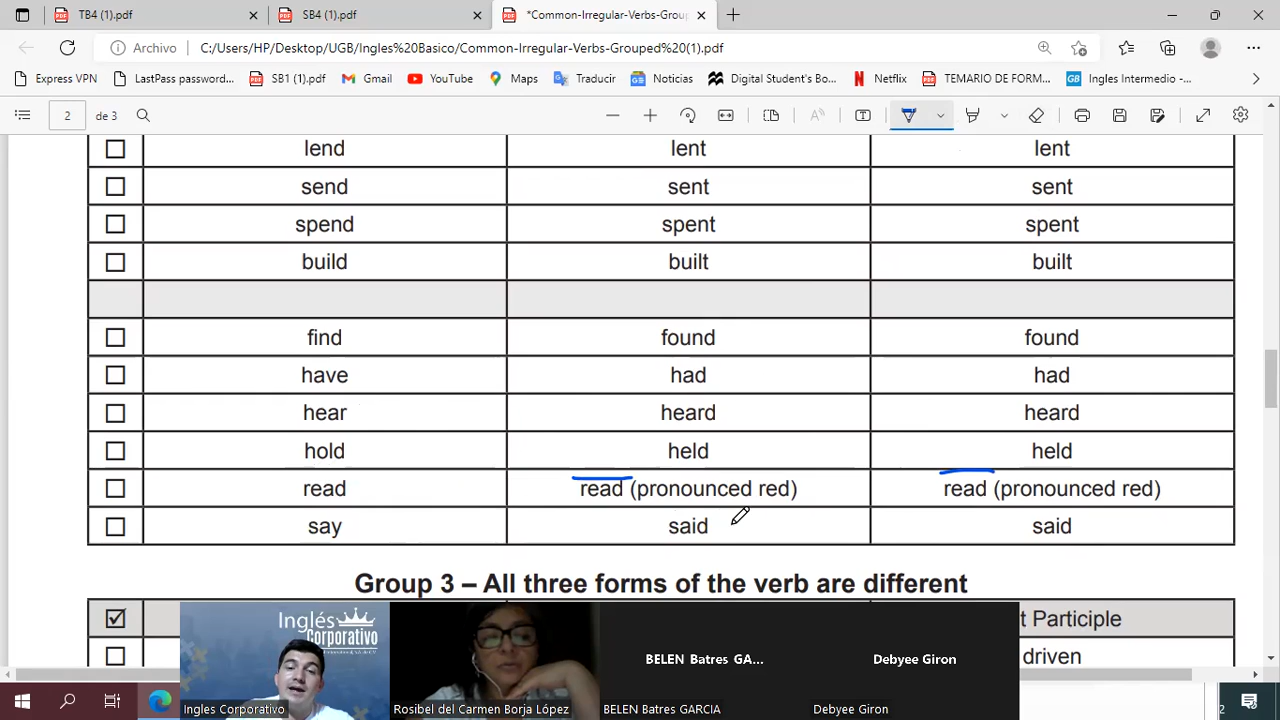 TB4 (1).pdf
SB4 (1).pdf
*Common-Irregular-Verbs-Group
Archivo
C:/Users/HP/Desktop/UGB/Ingles%20Basico/Common-Irregular-Verbs-Grouped%20(1).pdf
Express VPN
LastPass password...
SB1 (1).pdf
Gmail
YouTube
Maps
Traducir
Noticias
Digital Student's Bo...
Netflix
TEMARIO DE FORM...
Ingles Intermedio -...
2 de 3
lend lent lent
send sent sent
spend spent spent
build built built
find found found
have had had
hear heard heard
hold held held
read read (pronounced red) read (pronounced red)
say said said
Group 3 – All three forms of the verb are different
t Participle
driven
Inglés
Corporativo
BELEN Batres GA...
Debyee Giron
Ingles Corporativo
Rosibel del Carmen Borja López
BELEN Batres GARCIA
Debyee Giron
2